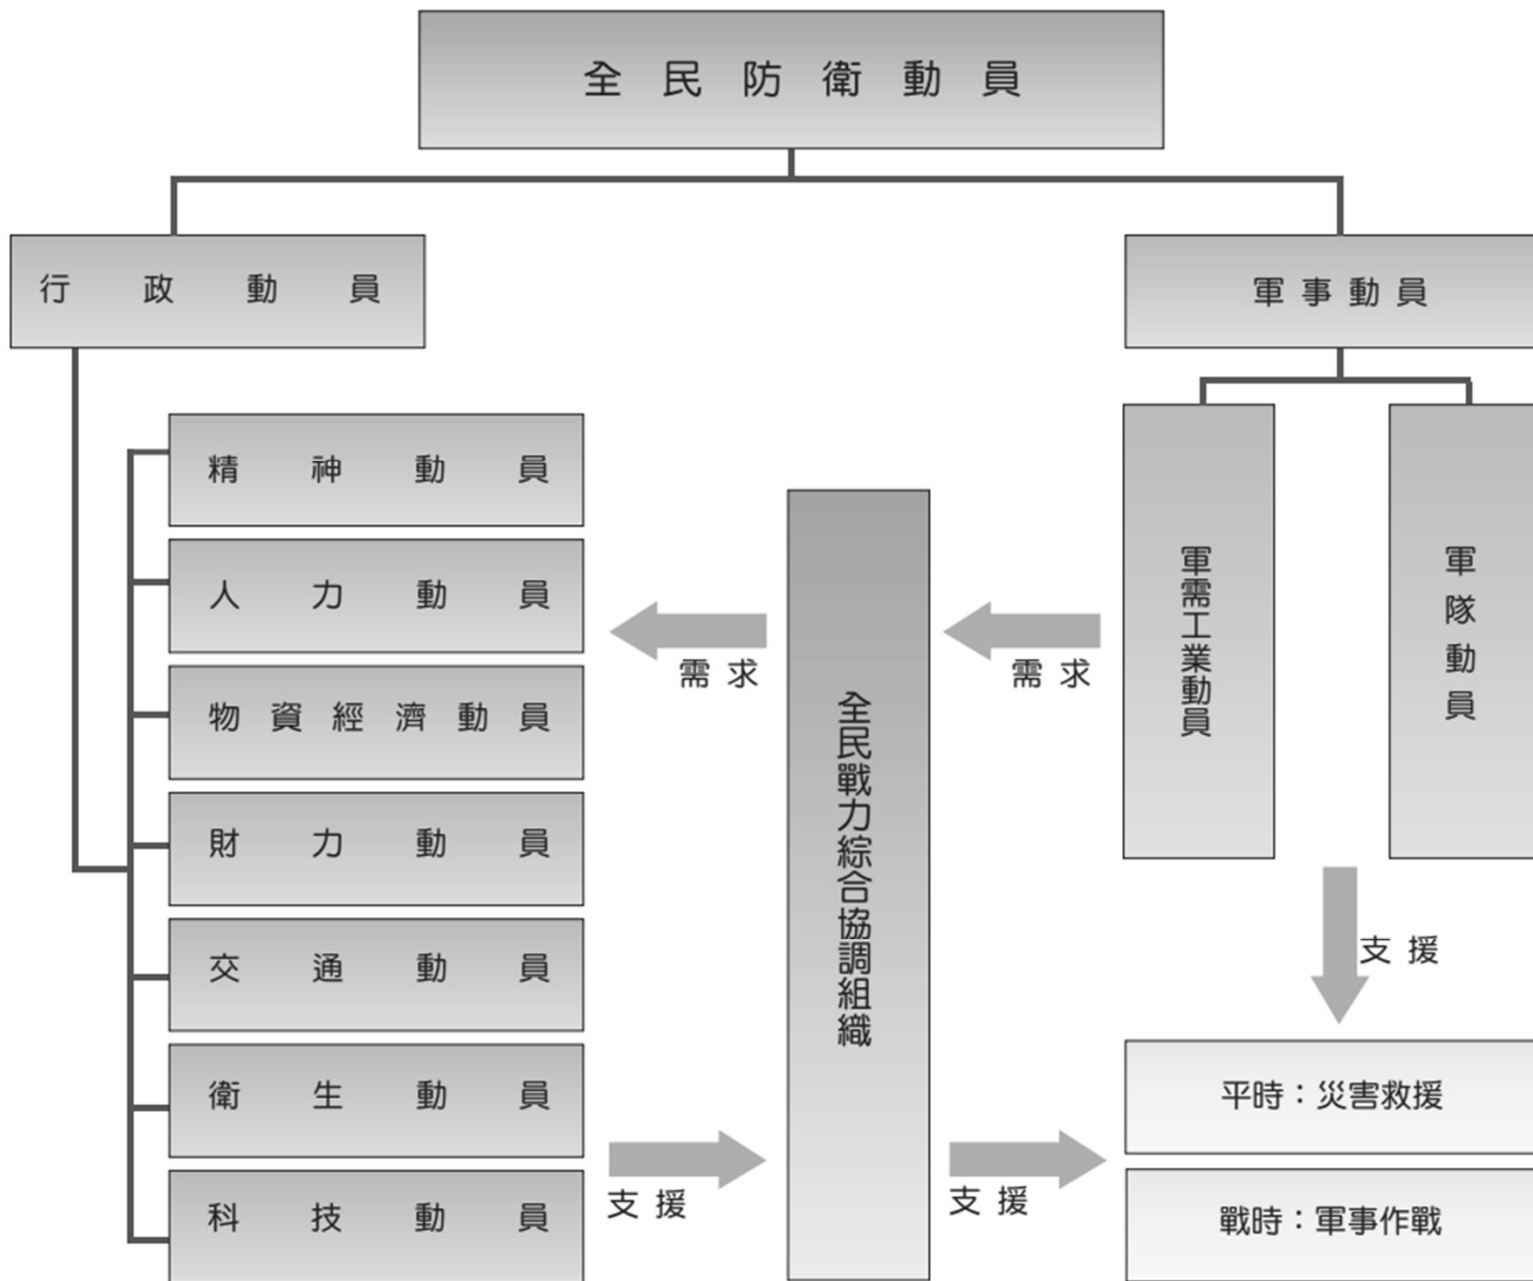 全民防衛動員
行政動員
軍事動員
精神動員
人力動員
物資經濟動員
財力動員
交通動員
衛生動員
科技動員
需求
支援
全民戰力綜合協調組織
需求
支援
軍需工業動員
軍隊動員
支援
平時：災害救援
戰時：軍事作戰